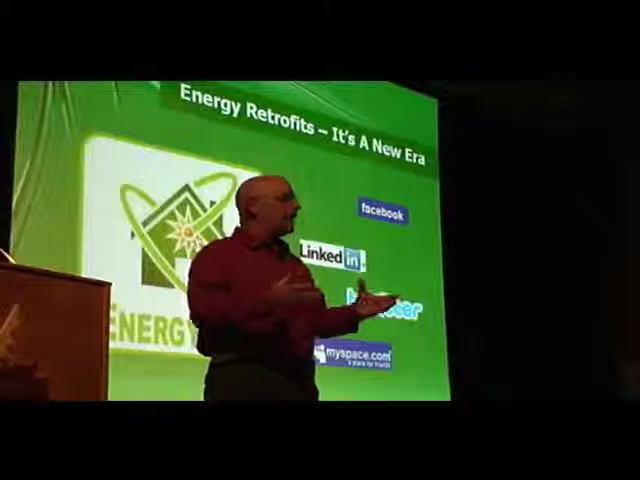 Energy Retrofits – It's A New Era
facebook
Linked in
ENERGY
myspace.com
a place for friends